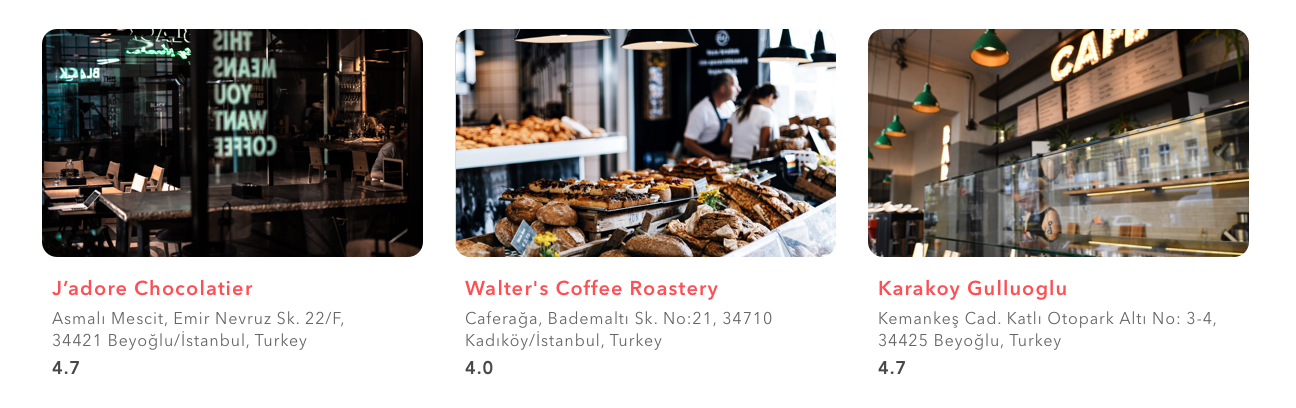 THIS
MEANS
YOU
WANT
COFFEE
BLACK
CAFE
J’adore Chocolatier
Asmalı Mescit, Emir Nevruz Sk. 22/F,
34421 Beyoğlu/İstanbul, Turkey
4.7
Walter's Coffee Roastery
Caferağa, Bademaltı Sk. No:21, 34710
Kadıköy/İstanbul, Turkey
4.0
Karakoy Gulluoglu
Kemankeş Cad. Katlı Otopark Altı No: 3-4,
34425 Beyoğlu, Turkey
4.7